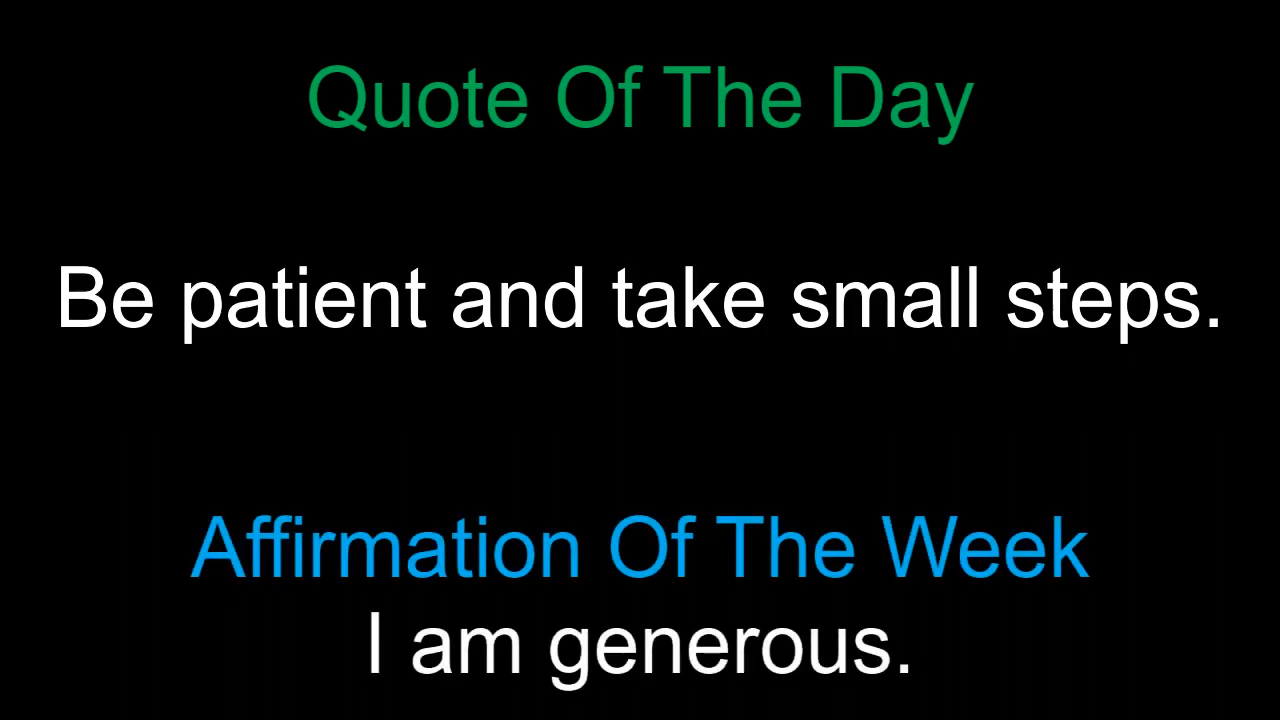 Quote Of The Day
Be patient and take small steps.
Affirmation Of The Week
I am generous.